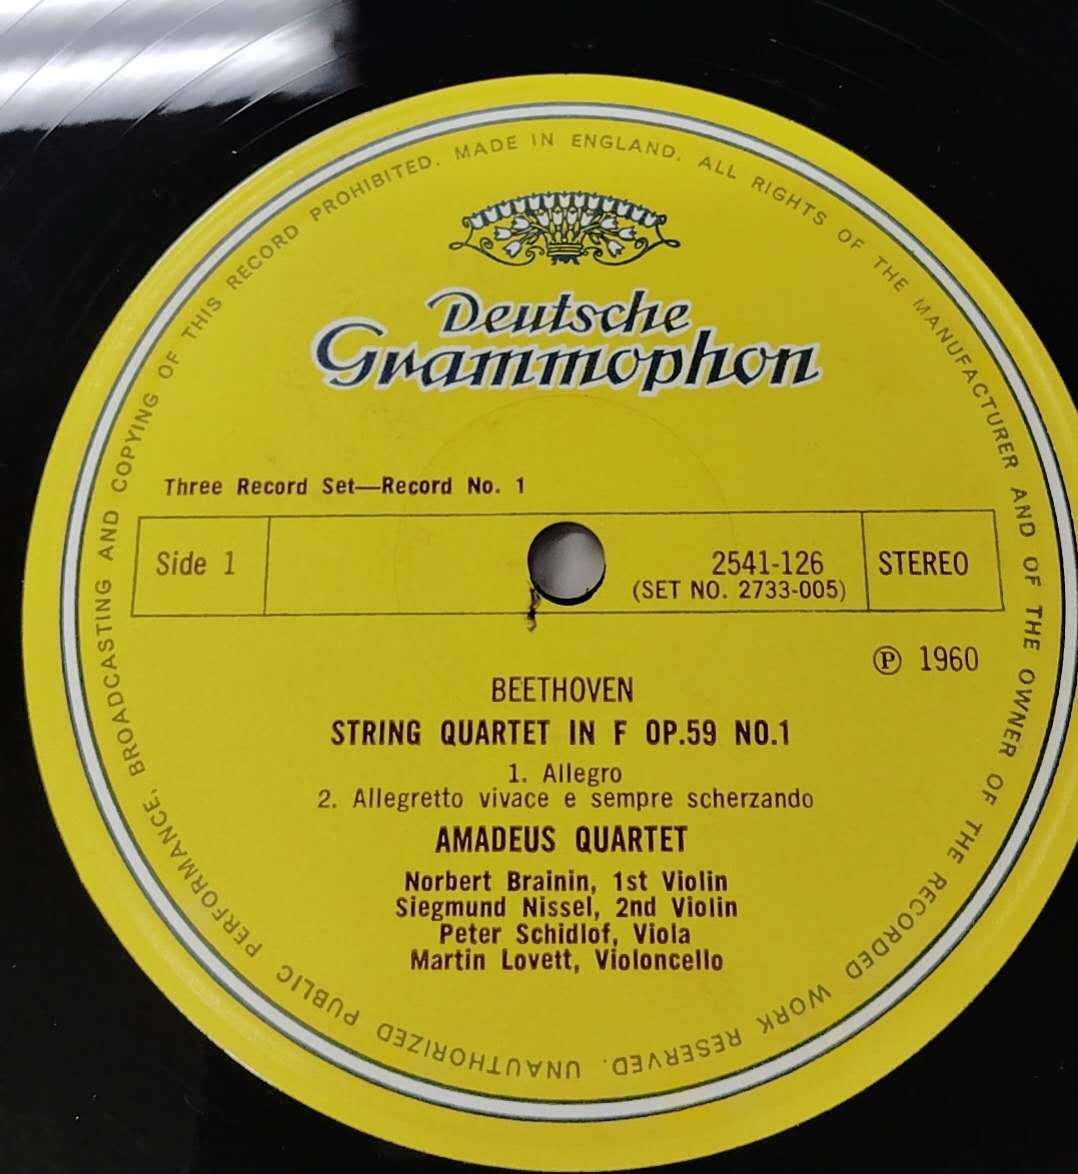 UNAUTHORIZED PUBLIC PERFORMANCE, BROADCASTING AND COPYING OF THIS RECORD PROHIBITED. MADE IN ENGLAND. ALL RIGHTS OF THE MANUFACTURER AND OF THE OWNER OF THE RECORDED WORK RESERVED.
Deutsche
Grammophon
Three Record Set—Record No. 1
Side 1
2541-126
(SET NO. 2733-005)
STEREO
℗ 1960
BEETHOVEN
STRING QUARTET IN F OP.59 NO.1
1. Allegro
2. Allegretto vivace e sempre scherzando
AMADEUS QUARTET
Norbert Brainin, 1st Violin
Siegmund Nissel, 2nd Violin
Peter Schidlof, Viola
Martin Lovett, Violoncello